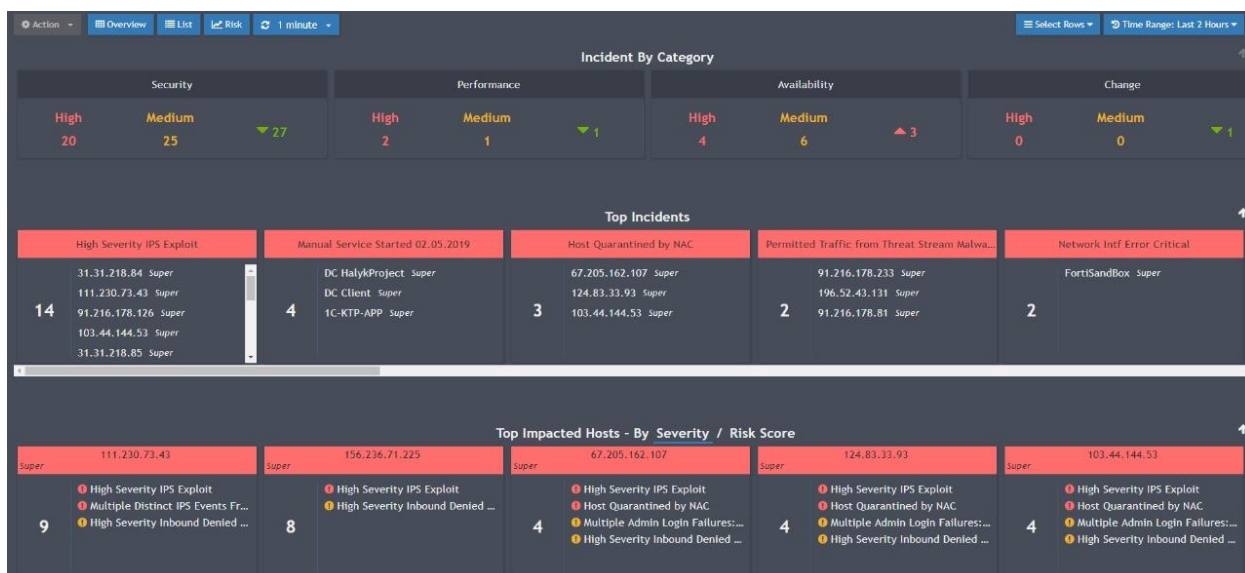 Action
Overview
List
Risk
1 minute
Select Rows
Time Range: Last 2 Hours
Incident By Category
Security
Performance
Availability
Change
High Medium
20 25 27
High Medium
2 1 1
High Medium
4 6 3
High Medium
0 0 1
Top Incidents
High Severity IPS Exploit
14
31.31.218.84 Super
111.230.73.43 Super
91.216.178.126 Super
103.44.144.53 Super
31.31.218.85 Super
Manual Service Started 02.05.2019
4
DC HalykProject Super
DC Client Super
1C-KTP-APP Super
Host Quarantined by NAC
3
67.205.162.107 Super
124.83.33.93 Super
103.44.144.53 Super
Permitted Traffic from Threat Stream Malwa...
2
91.216.178.233 Super
196.52.43.131 Super
91.216.178.81 Super
Network Intf Error Critical
2
FortiSandBox Super
Top Impacted Hosts - By Severity / Risk Score
111.230.73.43
Super
9
High Severity IPS Exploit
Multiple Distinct IPS Events Fr...
High Severity Inbound Denied ...
156.236.71.225
Super
8
High Severity IPS Exploit
High Severity Inbound Denied ...
67.205.162.107
Super
4
High Severity IPS Exploit
Host Quarantined by NAC
Multiple Admin Login Failures:...
High Severity Inbound Denied ...
124.83.33.93
Super
4
High Severity IPS Exploit
Host Quarantined by NAC
Multiple Admin Login Failures:...
High Severity Inbound Denied ...
103.44.144.53
Super
4
High Severity IPS Exploit
Host Quarantined by NAC
Multiple Admin Login Failures:...
High Severity Inbound Denied ...